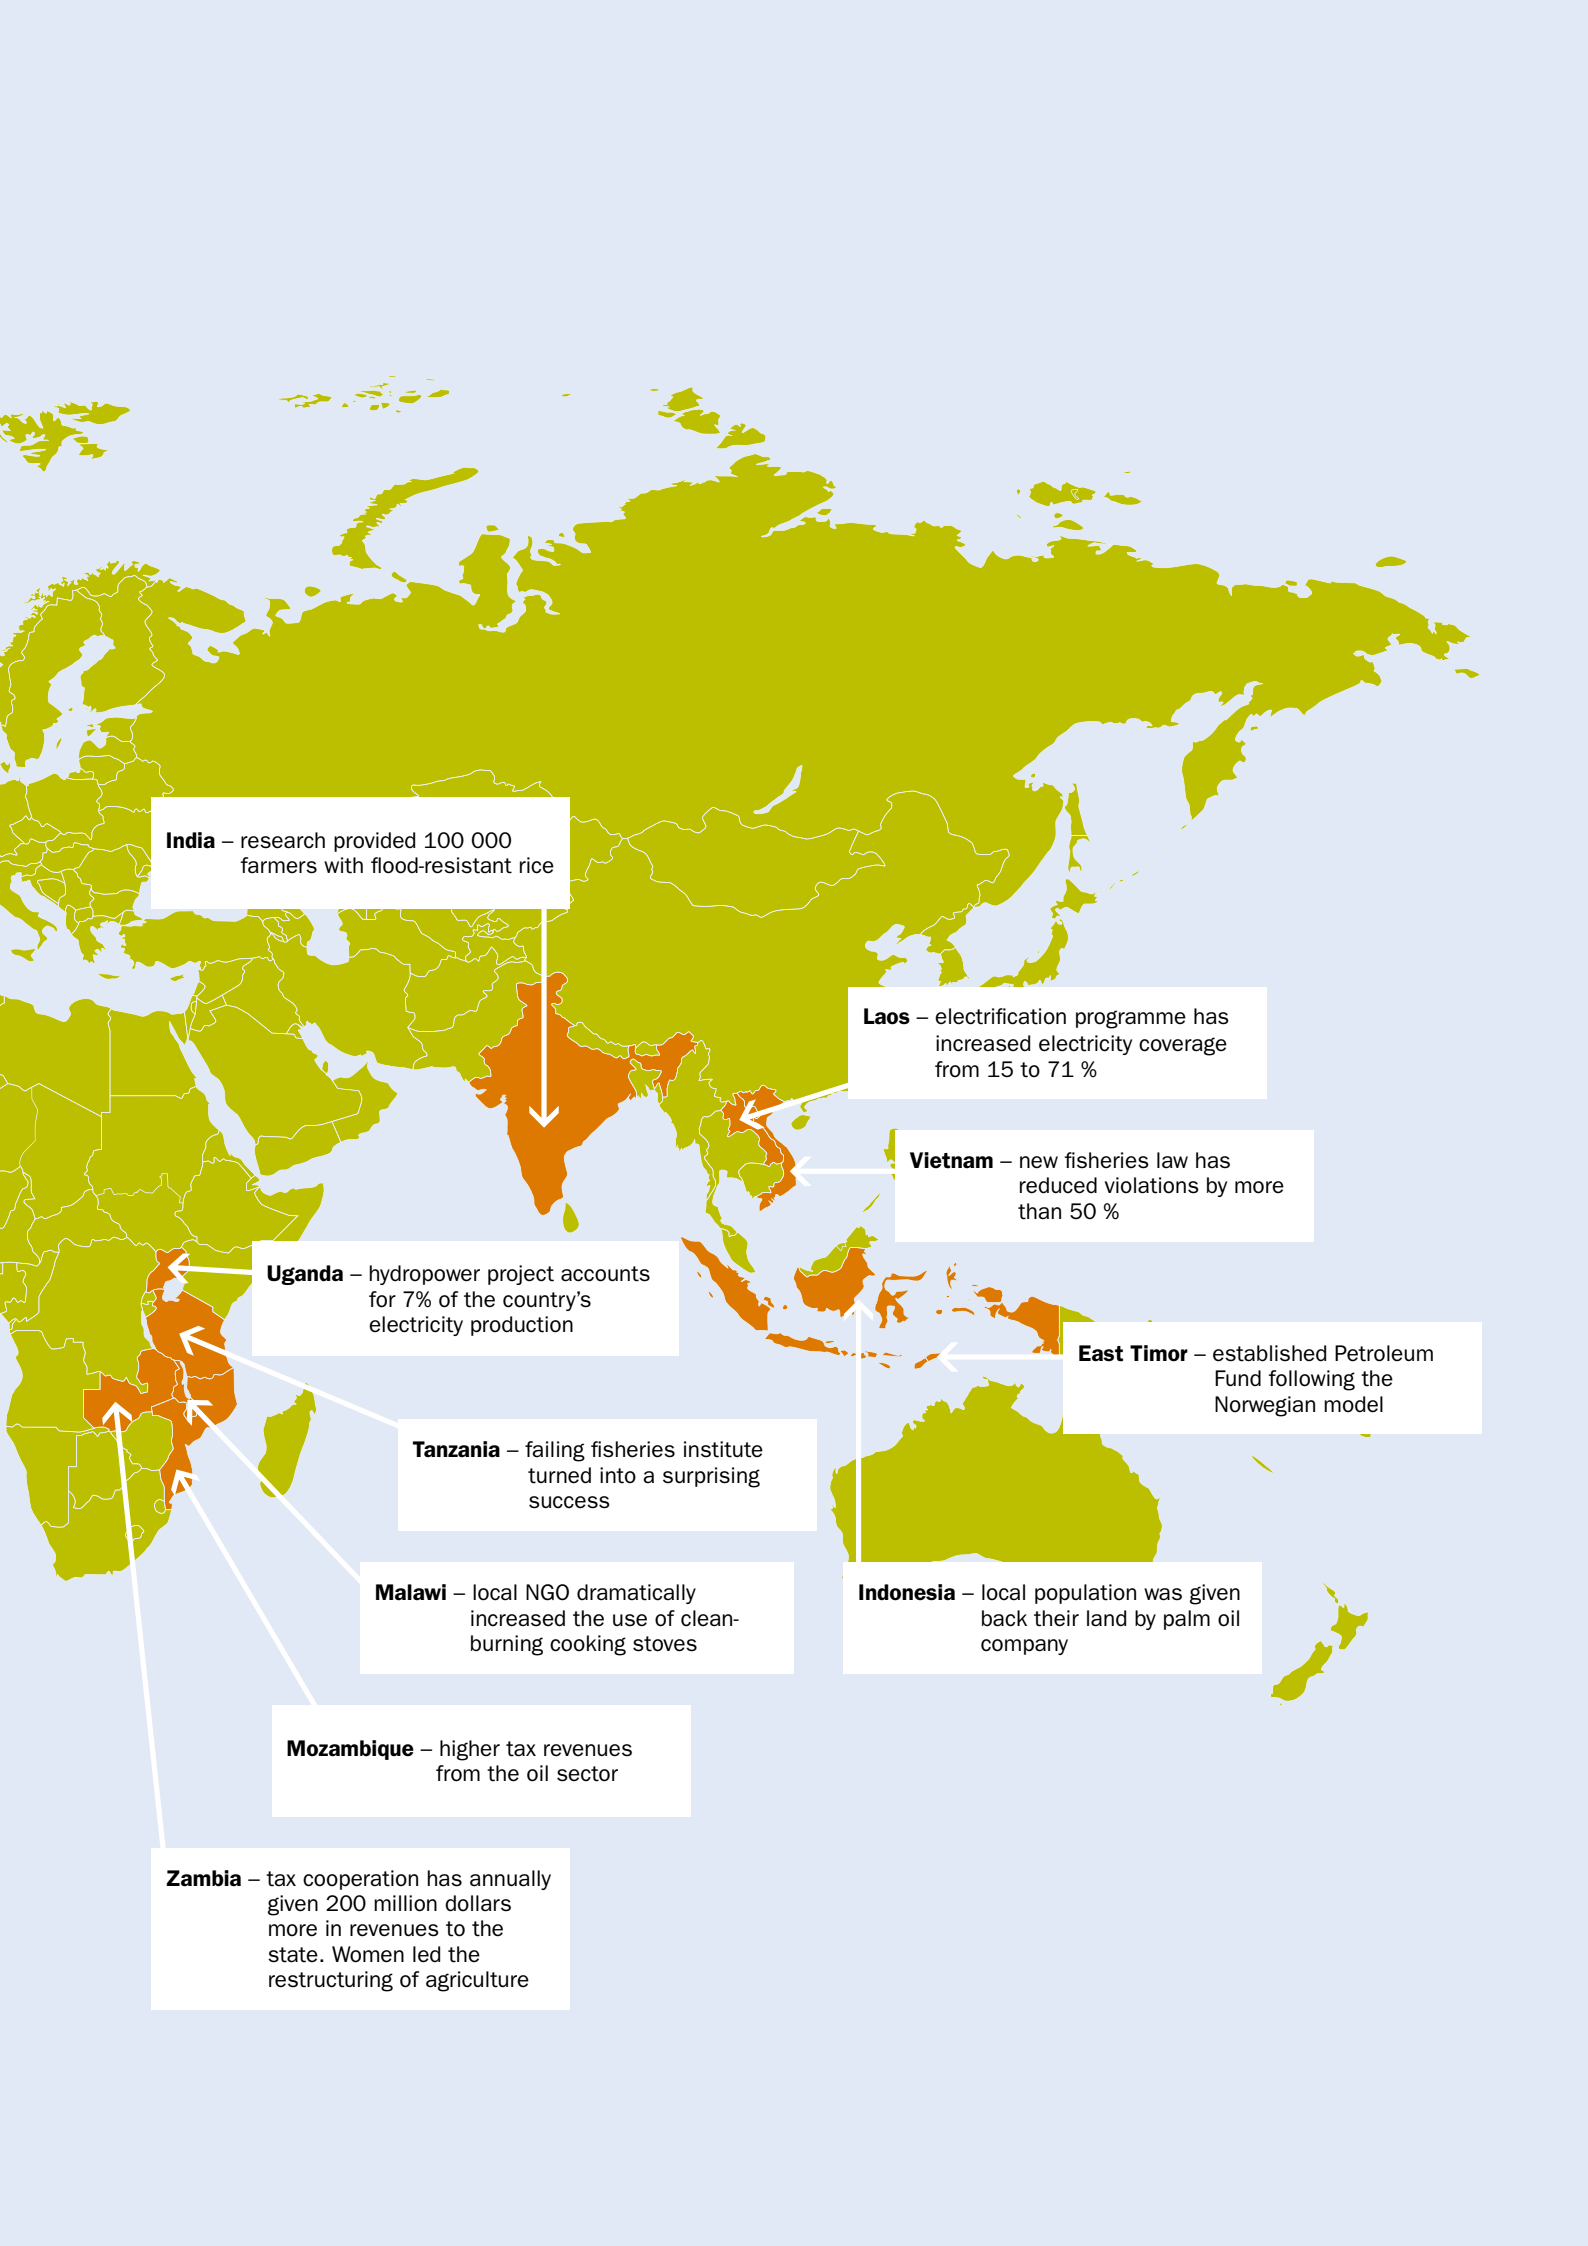 India – research provided 100 000
farmers with flood-resistant rice
Laos – electrification programme has
increased electricity coverage
from 15 to 71 %
Vietnam – new fisheries law has
reduced violations by more
than 50 %
Uganda – hydropower project accounts
for 7% of the country’s
electricity production
East Timor – established Petroleum
Fund following the
Norwegian model
Tanzania – failing fisheries institute
turned into a surprising
success
Malawi – local NGO dramatically
increased the use of clean-
burning cooking stoves
Indonesia – local population was given
back their land by palm oil
company
Mozambique – higher tax revenues
from the oil sector
Zambia – tax cooperation has annually
given 200 million dollars
more in revenues to the
state. Women led the
restructuring of agriculture